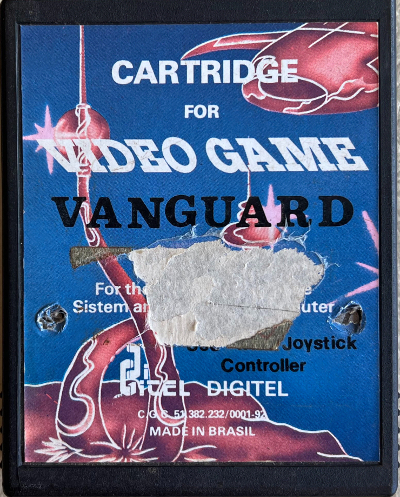 CARTRIDGE
FOR
VIDEO GAME
VANGUARD
For the
Sistem an
Joystick
Controller
DIGITEL
C.G.C. 51.382.232/0001-92
MADE IN BRASIL